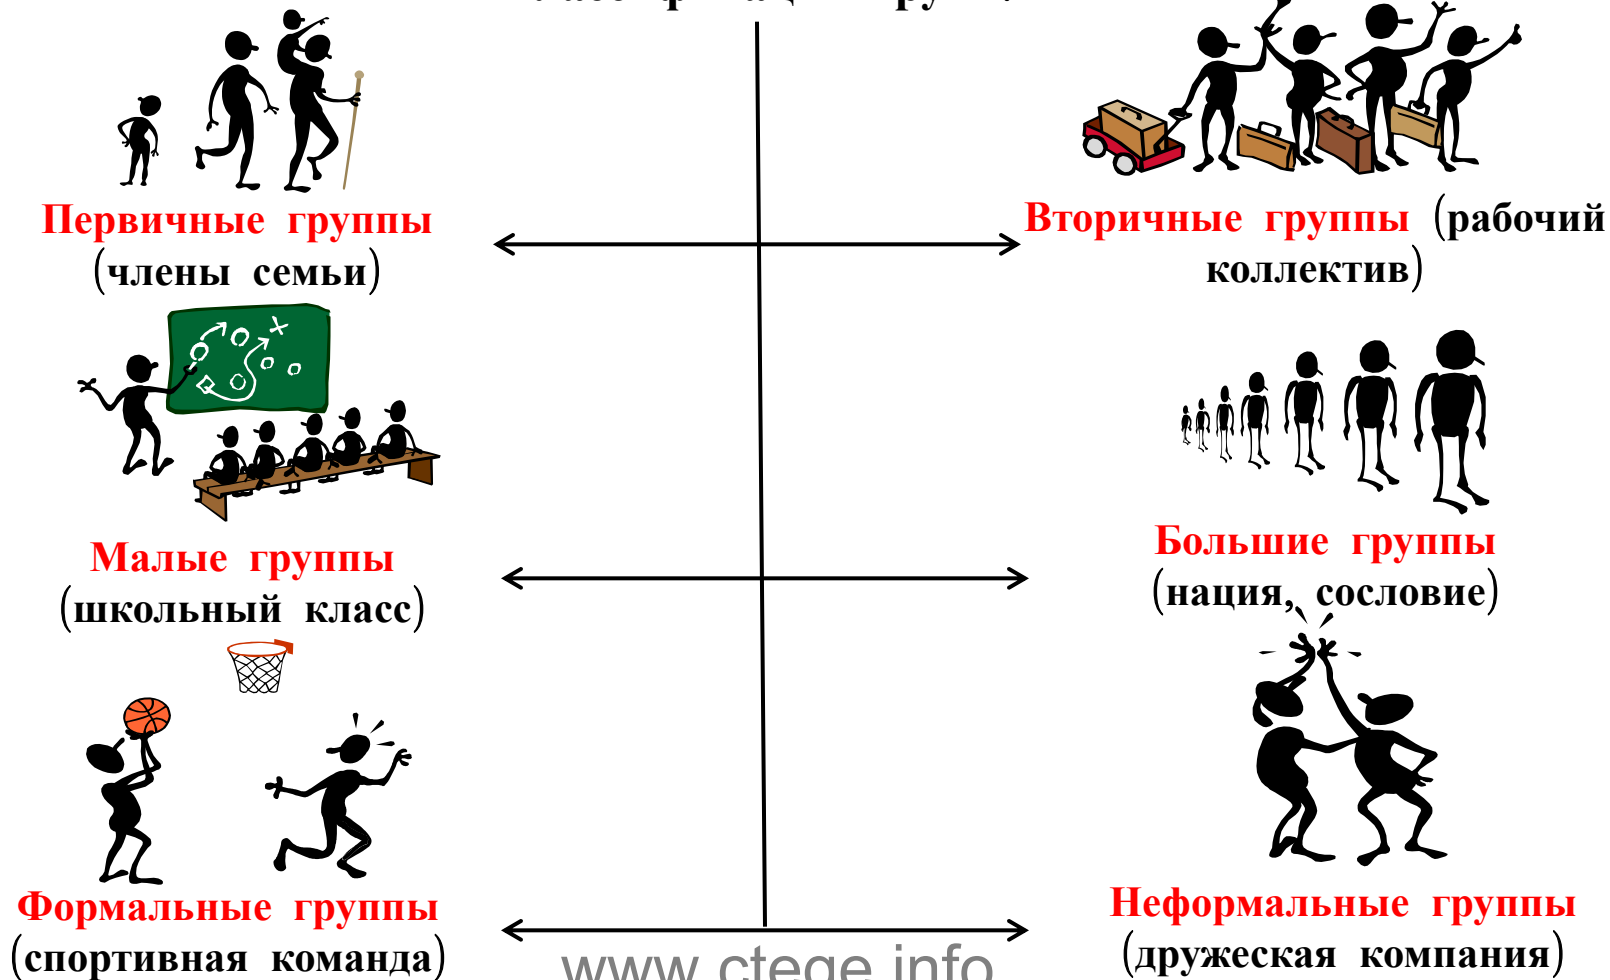 Первичные группы
(члены семьи)
Вторичные группы (рабочий
коллектив)
Малые группы
(школьный класс)
Большие группы
(нация, сословие)
Формальные группы
(спортивная команда)
Неформальные группы
(дружеская компания)
www.ctege.info